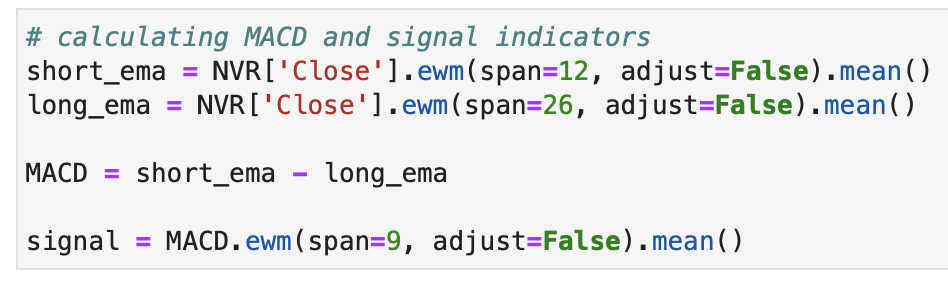 # calculating MACD and signal indicators
short_ema = NVR['Close'].ewm(span=12, adjust=False).mean()
long_ema = NVR['Close'].ewm(span=26, adjust=False).mean()
MACD = short_ema - long_ema
signal = MACD.ewm(span=9, adjust=False).mean()